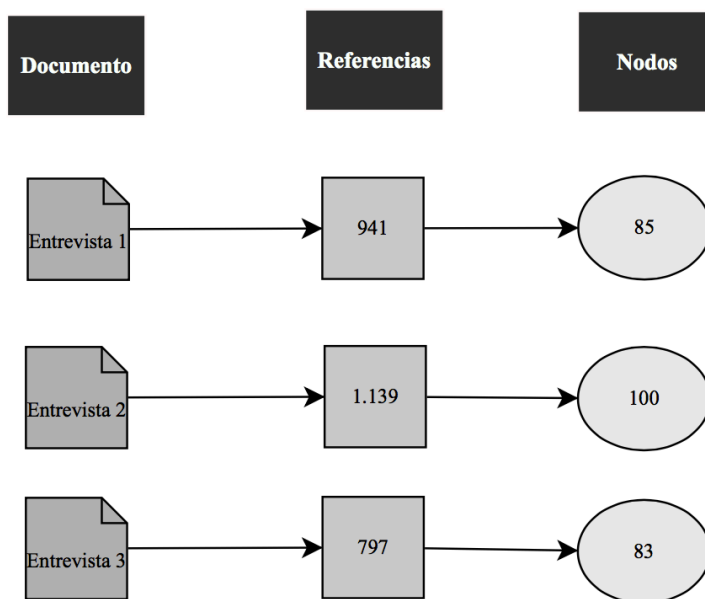 Documento
Referencias
Nodos
Entrevista 1
941
85
Entrevista 2
1.139
100
Entrevista 3
797
83